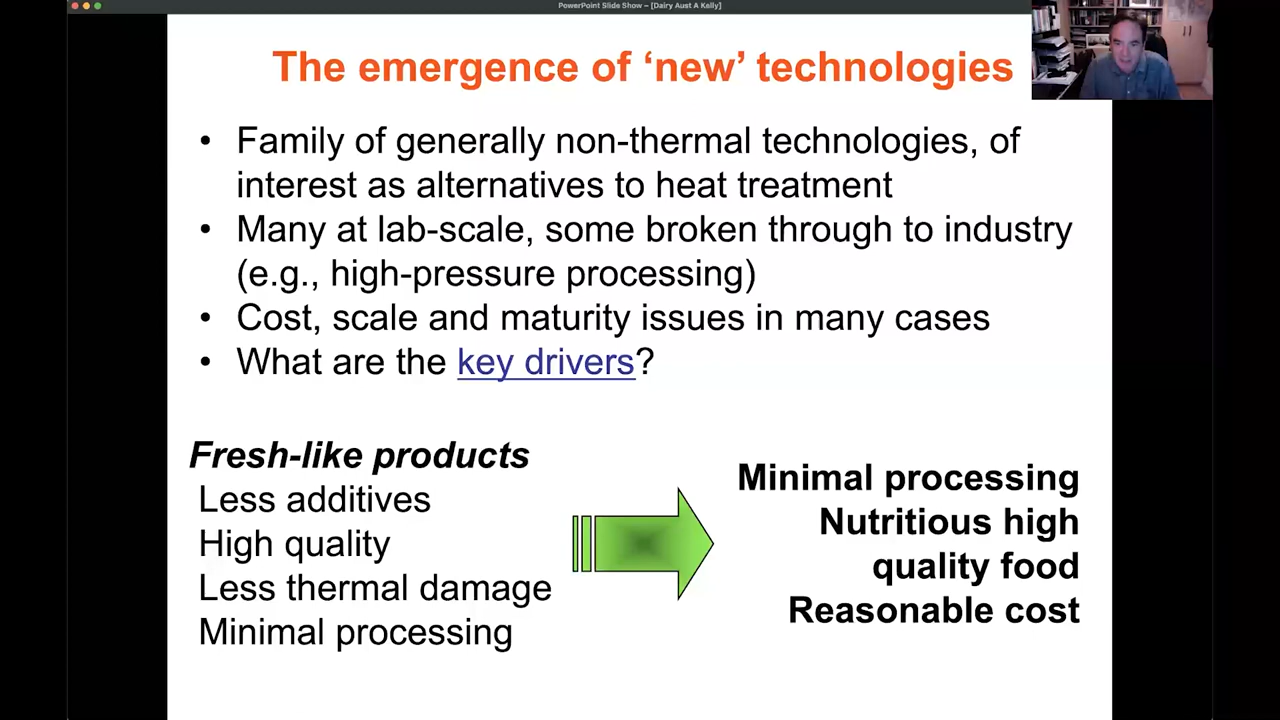 PowerPoint Slide Show – [Dairy Aust A Kelly]
The emergence of ‘new’ technologies
• Family of generally non-thermal technologies, of
interest as alternatives to heat treatment
• Many at lab-scale, some broken through to industry
(e.g., high-pressure processing)
• Cost, scale and maturity issues in many cases
• What are the key drivers?
Fresh-like products
Less additives
High quality
Less thermal damage
Minimal processing
Minimal processing
Nutritious high
quality food
Reasonable cost